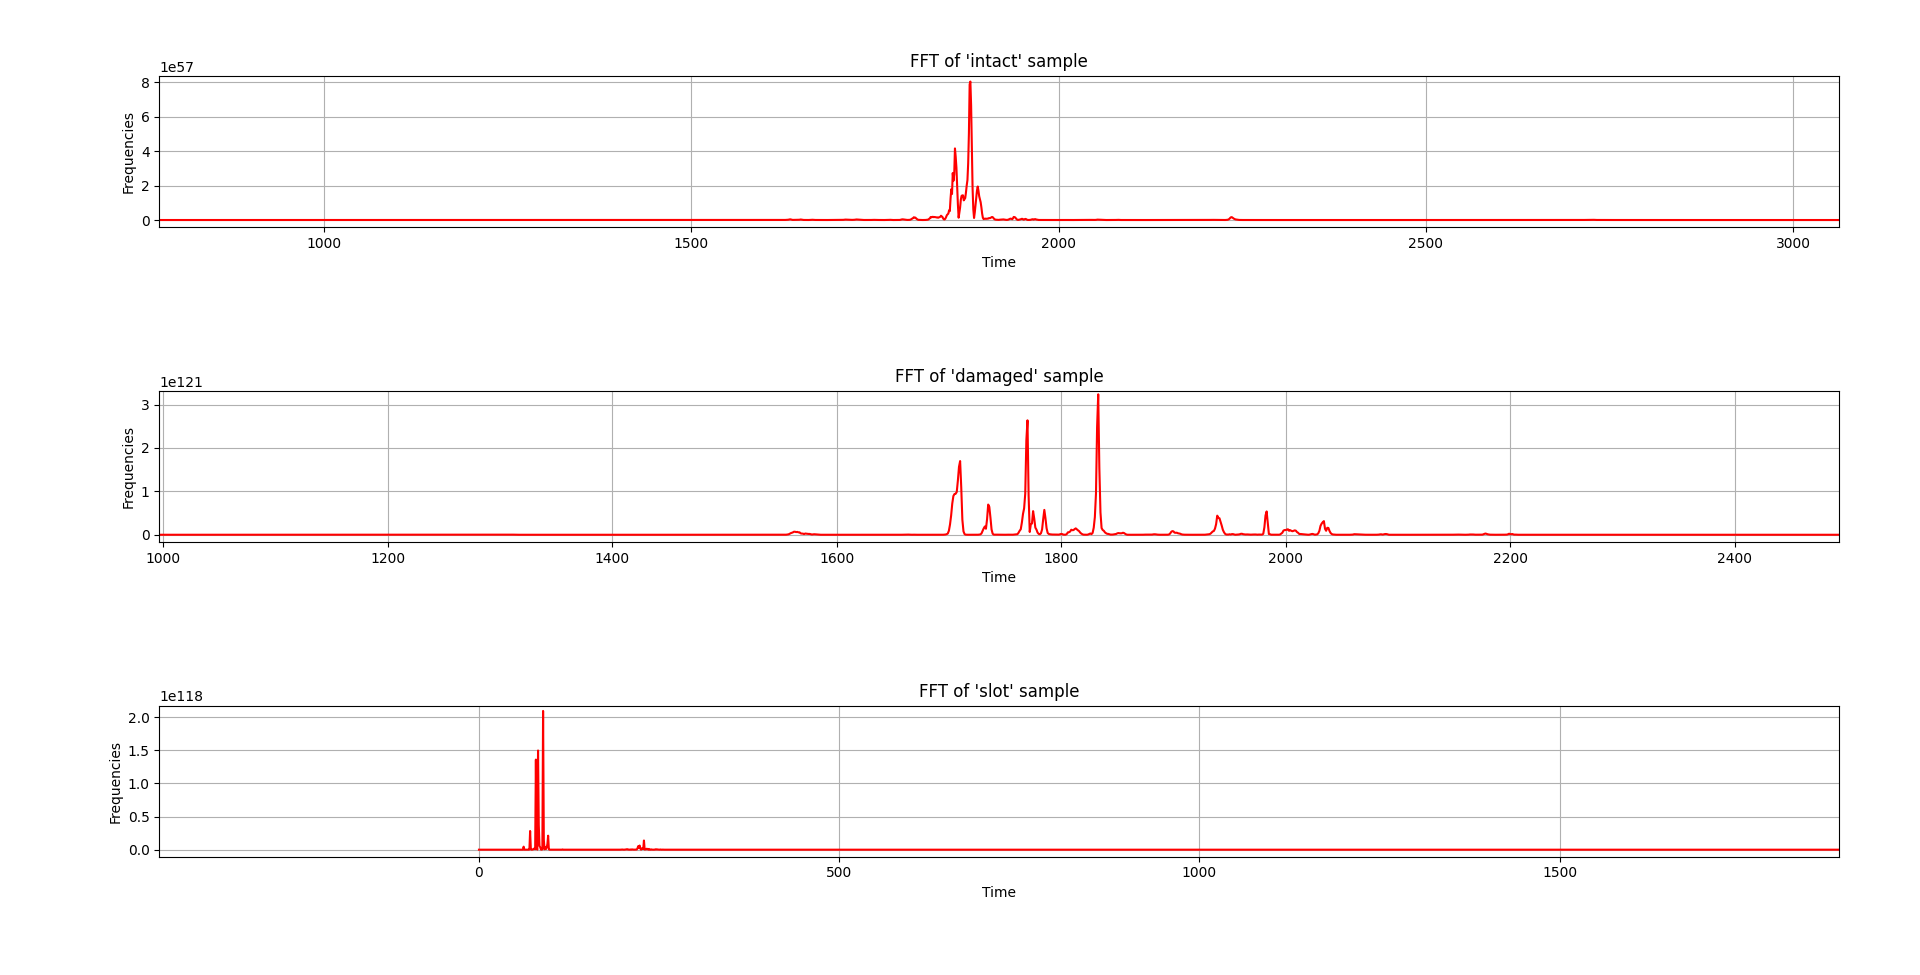 FFT of 'intact' sample
1e57
8
6
4
2
0
Frequencies
1000 1500 2000 2500 3000
Time
FFT of 'damaged' sample
1e121
3
2
1
0
Frequencies
1000 1200 1400 1600 1800 2000 2200 2400
Time
FFT of 'slot' sample
1e118
2.0
1.5
1.0
0.5
0.0
Frequencies
0 500 1000 1500
Time